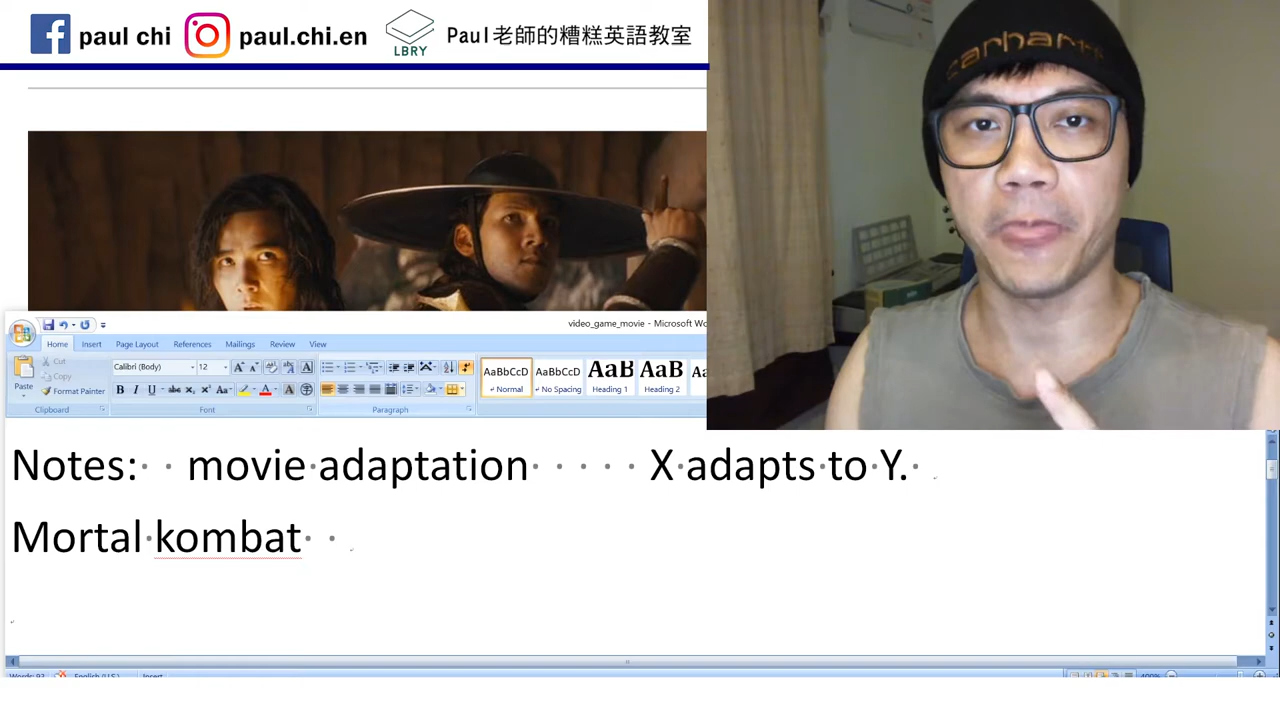 paul chi
paul.chi.en
LBRY
Paul老師的糟糕英語教室
carhartt
video_game_movie - Microsoft Wo
Home Insert Page Layout References Mailings Review View
Cut
Copy
Paste
Format Painter
Clipboard
Calibri (Body) 12
Font
Paragraph
AaBbCcD AaBbCcD AaB AaBb
Normal No Spacing Heading 1 Heading 2
Notes: movie adaptation X adapts to Y.
Mortal kombat
English (U.S.) Insert
400%